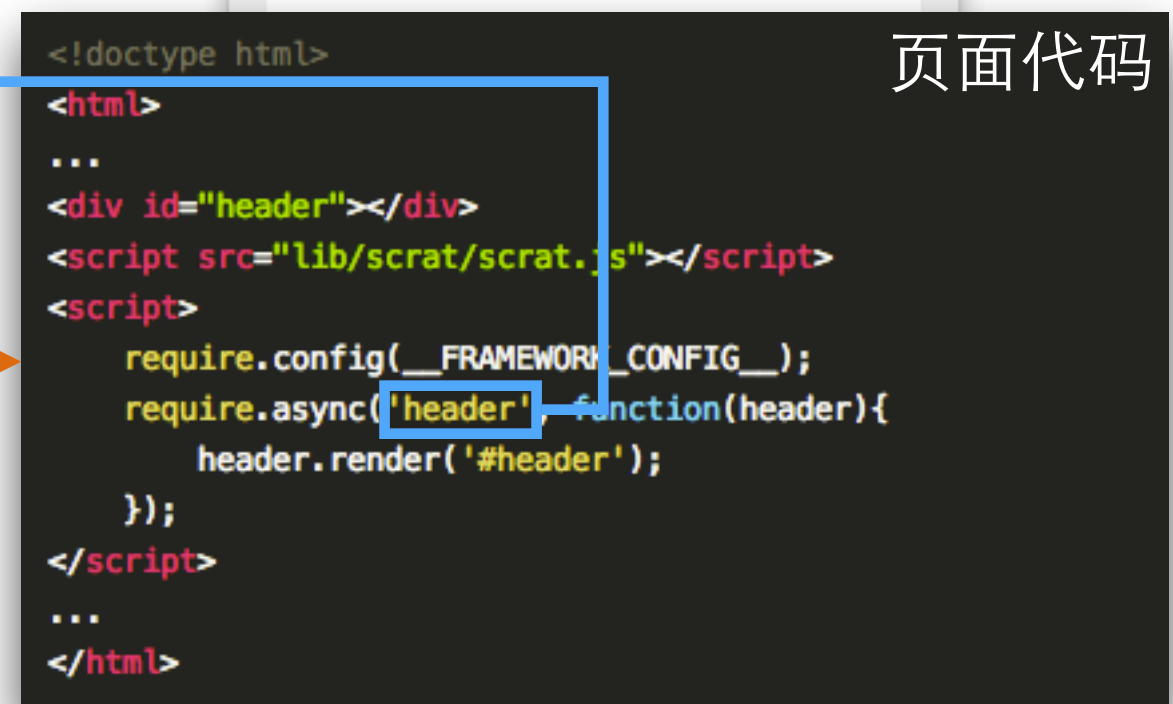 页面代码
<!doctype html>
<html>
...
<div id="header"></div>
<script src="lib/scrat/scrat.js"></script>
<script>
    require.config(__FRAMEWORK_CONFIG__);
    require.async('header', function(header){
        header.render('#header');
    });
</script>
...
</html>